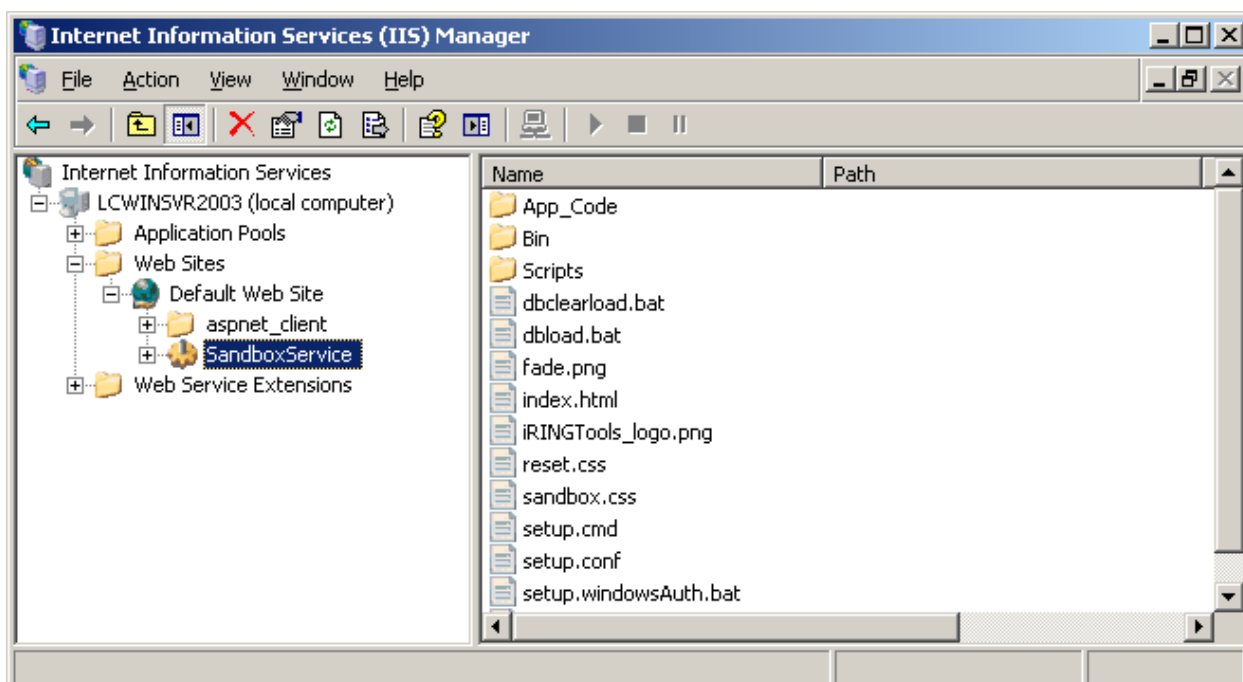 Internet Information Services (IIS) Manager
File Action View Window Help
Internet Information Services
LCWINSVR2003 (local computer)
Application Pools
Web Sites
Default Web Site
aspnet_client
SandboxService
Web Service Extensions
Name Path
App_Code
Bin
Scripts
dbclearload.bat
dbload.bat
fade.png
index.html
iRINGTools_logo.png
reset.css
sandbox.css
setup.cmd
setup.conf
setup.windowsAuth.bat